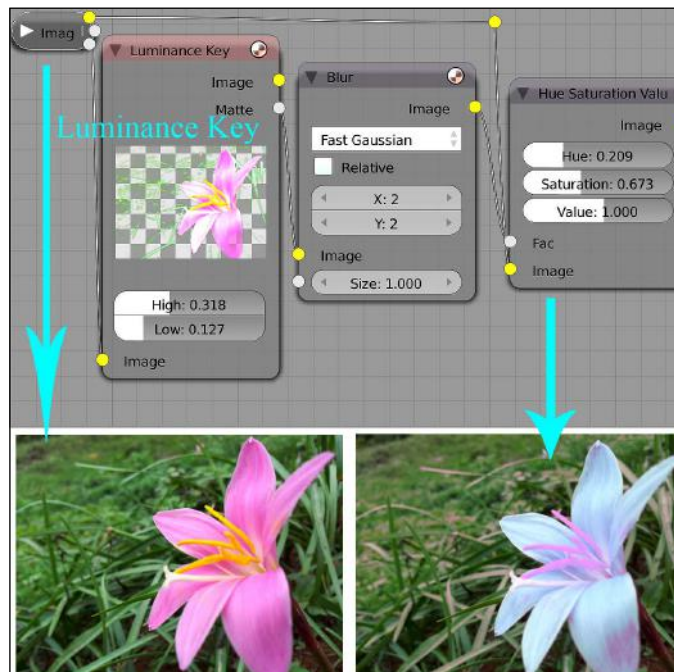 Imag
Luminance Key
Image
Matte
Luminance Key
High: 0.318
Low: 0.127
Image
Blur
Image
Fast Gaussian
Relative
X: 2
Y: 2
Image
Size: 1.000
Hue Saturation Valu
Image
Hue: 0.209
Saturation: 0.673
Value: 1.000
Fac
Image